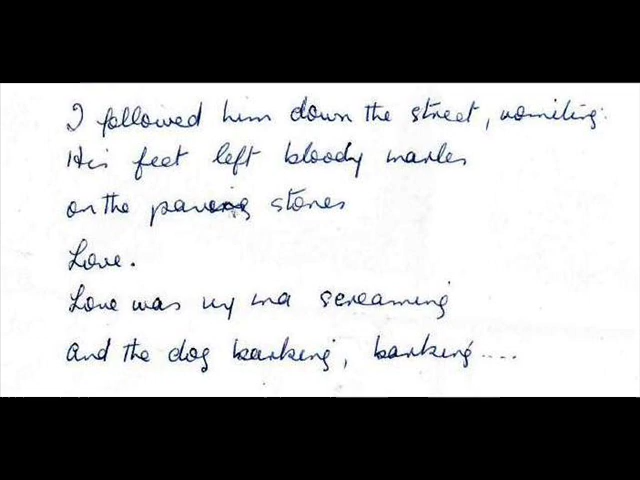 I followed him down the street, vomiting.
His feet left bloody marks
on the paving stones
Love.
Love was my ma screaming
And the dog barking, barking....